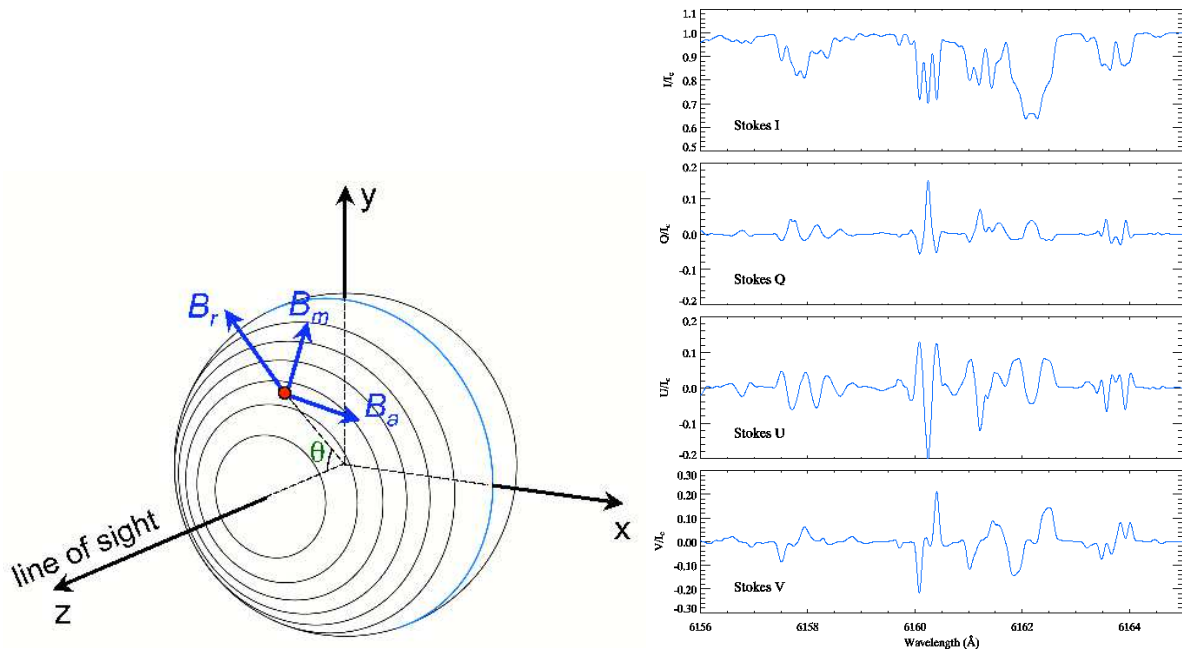 y
B_r
B_m
B_a
θ
x
line of sight
z
1.1
1.0
0.9
0.8
0.7
0.6
0.5
I/I_c
Stokes I
0.2
0.1
0.0
-0.1
-0.2
Q/I_c
Stokes Q
0.2
0.1
0.0
-0.1
-0.2
U/I_c
Stokes U
0.30
0.20
0.10
0.00
-0.10
-0.20
-0.30
V/I_c
Stokes V
6156 6158 6160 6162 6164
Wavelength (Å)